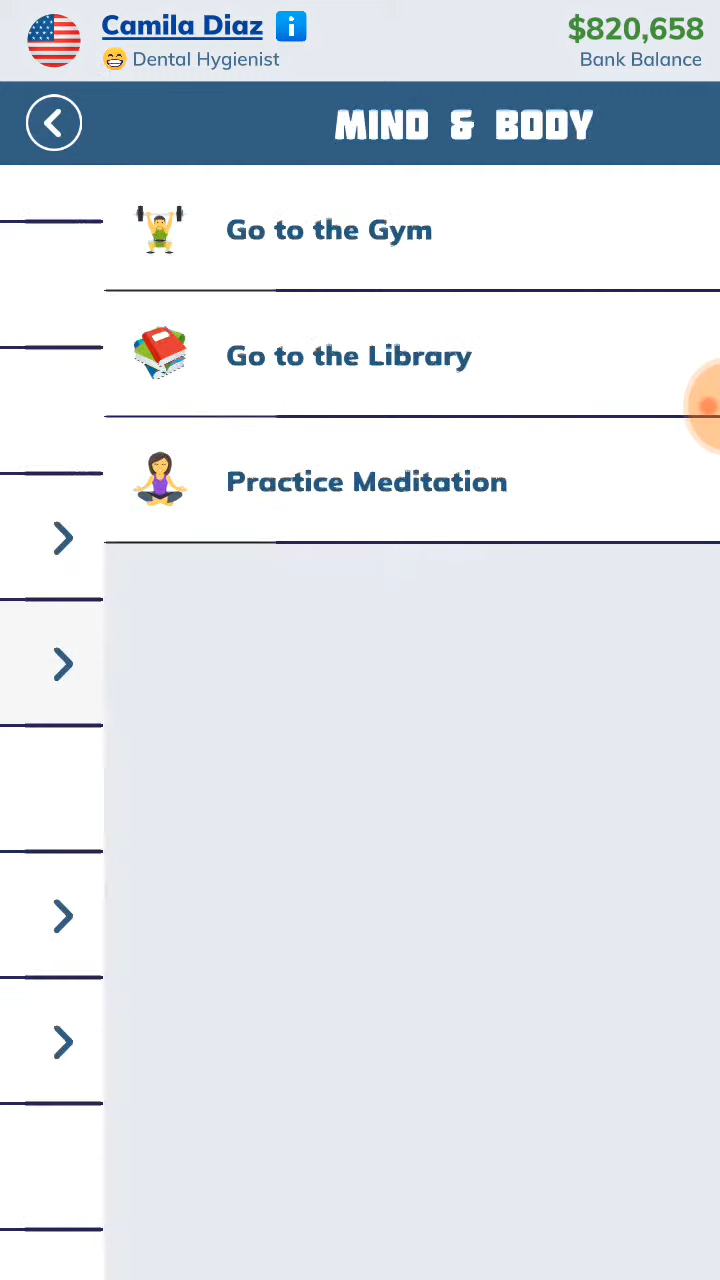 Camila Diaz
Dental Hygienist
$820,658
Bank Balance
MIND & BODY
Go to the Gym
Go to the Library
Practice Meditation